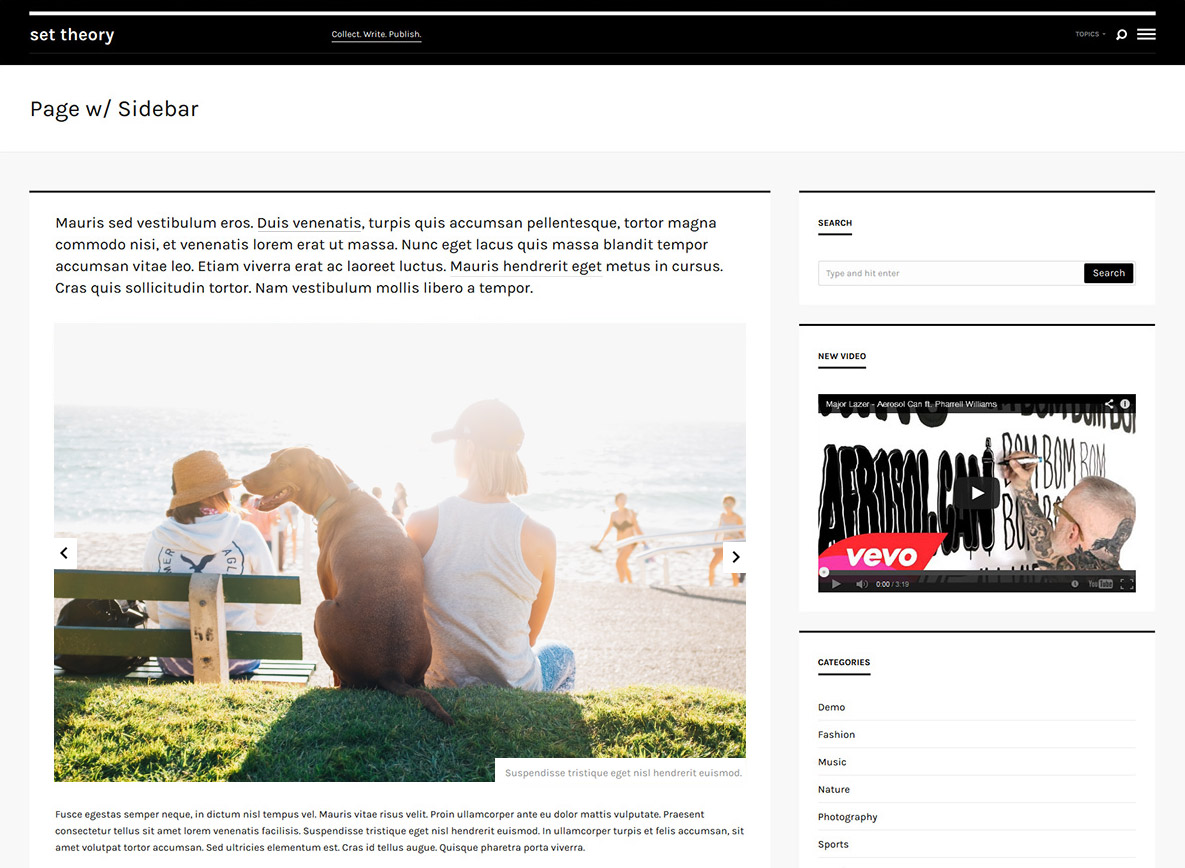 set theory
Collect. Write. Publish.
TOPICS
Page w/ Sidebar
Mauris sed vestibulum eros. Duis venenatis, turpis quis accumsan pellentesque, tortor magna
commodo nisi, et venenatis lorem erat ut massa. Nunc eget lacus quis massa blandit tempor
accumsan vitae leo. Etiam viverra erat ac laoreet luctus. Mauris hendrerit eget metus in cursus.
Cras quis sollicitudin tortor. Nam vestibulum mollis libero a tempor.
56
Suspendisse tristique eget nisl hendrerit euismod.
Fusce egestas semper neque, in dictum nisl tempus vel. Mauris vitae risus velit. Proin ullamcorper ante eu dolor mattis vulputate. Praesent
consectetur tellus sit amet lorem venenatis facilisis. Suspendisse tristique eget nisl hendrerit euismod. In ullamcorper turpis et felis accumsan, sit
amet volutpat tortor accumsan. Sed ultricies elementum est. Cras id tellus augue. Quisque pharetra porta viverra.
SEARCH
Type and hit enter
Search
NEW VIDEO
Major Lazer - Aerosol Can ft. Pharrell Williams
BOM BOM BOM
AEROSOL CAN
vevo
0:00 / 3:19
YouTube
CATEGORIES
Demo
Fashion
Music
Nature
Photography
Sports